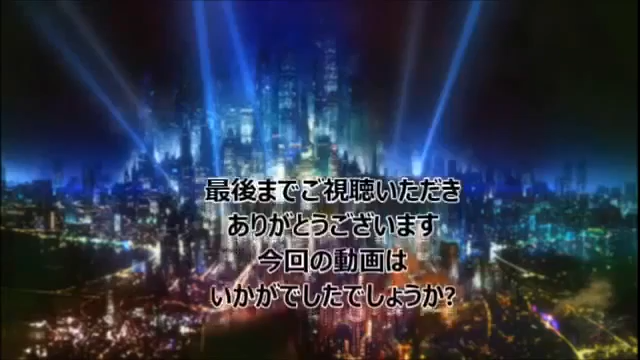 最後までご視聴いただき
ありがとうございます
今回の動画は
いかがでしたでしょうか?